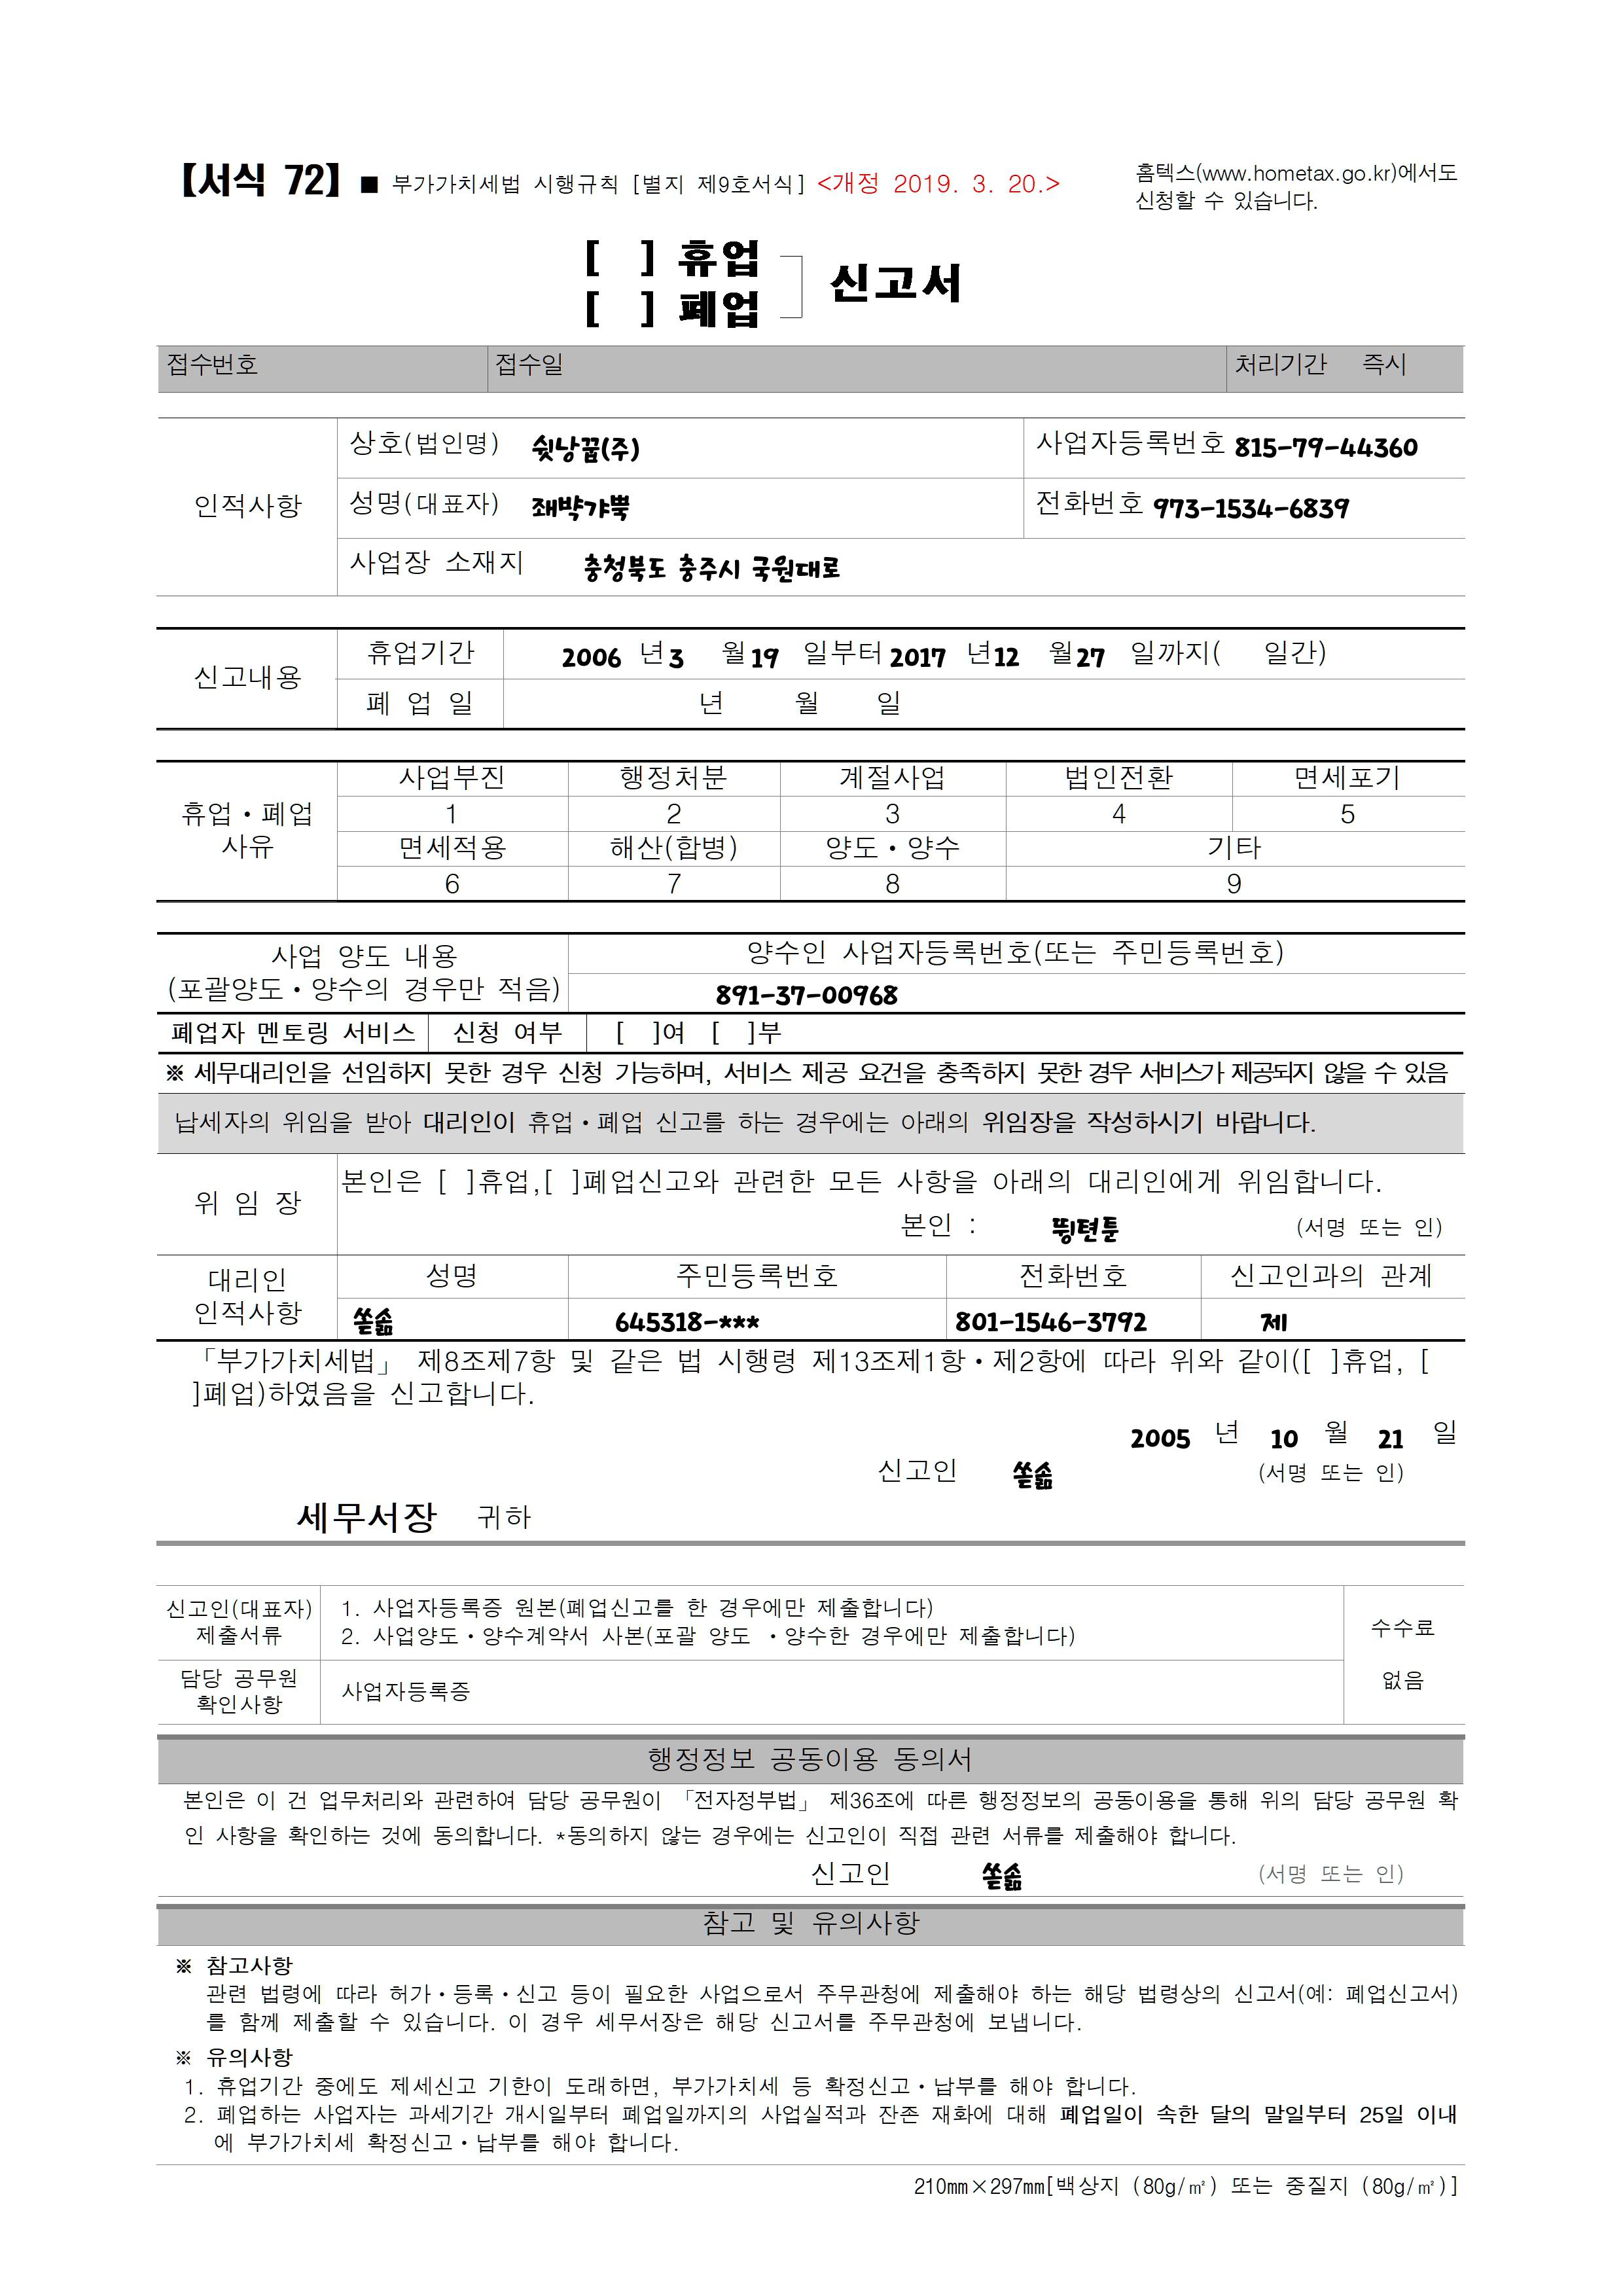 【서식 72】 ■ 부가가치세법 시행규칙 [별지 제9호서식] <개정 2019. 3. 20.>
홈텍스(www.hometax.go.kr)에서도
신청할 수 있습니다.
[ ] 휴업
[ ] 폐업
신고서
접수번호 접수일 처리기간 즉시
인적사항
상호(법인명) 쉿낭꿉(주) 사업자등록번호 815-79-44360
성명(대표자) 좨박갸뿍 전화번호 973-1534-6839
사업장 소재지 충청북도 충주시 국원대로
신고내용
휴업기간 2006 년 3 월 19 일부터 2017 년 12 월 27 일까지( 일간)
폐 업 일 년 월 일
휴업·폐업
사유
사업부진 행정처분 계절사업 법인전환 면세포기
1 2 3 4 5
면세적용 해산(합병) 양도·양수 기타
6 7 8 9
사업 양도 내용
(포괄양도·양수의 경우만 적음)
양수인 사업자등록번호(또는 주민등록번호)
891-37-00968
폐업자 멘토링 서비스 신청 여부 [ ]여 [ ]부
※ 세무대리인을 선임하지 못한 경우 신청 가능하며, 서비스 제공 요건을 충족하지 못한 경우 서비스가 제공되지 않을 수 있음
납세자의 위임을 받아 대리인이 휴업·폐업 신고를 하는 경우에는 아래의 위임장을 작성하시기 바랍니다.
위 임 장
본인은 [ ]휴업,[ ]폐업신고와 관련한 모든 사항을 아래의 대리인에게 위임합니다.
본인 : 뛍텬툰 (서명 또는 인)
대리인
인적사항
성명 주민등록번호 전화번호 신고인과의 관계
645318-*** 801-1546-3792 제
「부가가치세법」 제8조제7항 및 같은 법 시행령 제13조제1항·제2항에 따라 위와 같이([ ]휴업, [
]폐업)하였음을 신고합니다.
2005 년 10 월 21 일
신고인 (서명 또는 인)
세무서장 귀하
신고인(대표자)
제출서류
1. 사업자등록증 원본(폐업신고를 한 경우에만 제출합니다)
2. 사업양도·양수계약서 사본(포괄 양도 ·양수한 경우에만 제출합니다)
수수료
없음
담당 공무원
확인사항
사업자등록증
행정정보 공동이용 동의서
본인은 이 건 업무처리와 관련하여 담당 공무원이 「전자정부법」 제36조에 따른 행정정보의 공동이용을 통해 위의 담당 공무원 확
인 사항을 확인하는 것에 동의합니다. *동의하지 않는 경우에는 신고인이 직접 관련 서류를 제출해야 합니다.
신고인 (서명 또는 인)
참고 및 유의사항
※ 참고사항
관련 법령에 따라 허가·등록·신고 등이 필요한 사업으로서 주무관청에 제출해야 하는 해당 법령상의 신고서(예: 폐업신고서)
를 함께 제출할 수 있습니다. 이 경우 세무서장은 해당 신고서를 주무관청에 보냅니다.
※ 유의사항
1. 휴업기간 중에도 제세신고 기한이 도래하면, 부가가치세 등 확정신고·납부를 해야 합니다.
2. 폐업하는 사업자는 과세기간 개시일부터 폐업일까지의 사업실적과 잔존 재화에 대해 폐업일이 속한 달의 말일부터 25일 이내
에 부가가치세 확정신고·납부를 해야 합니다.
210㎜×297㎜[백상지 (80g/㎡) 또는 중질지 (80g/㎡)]